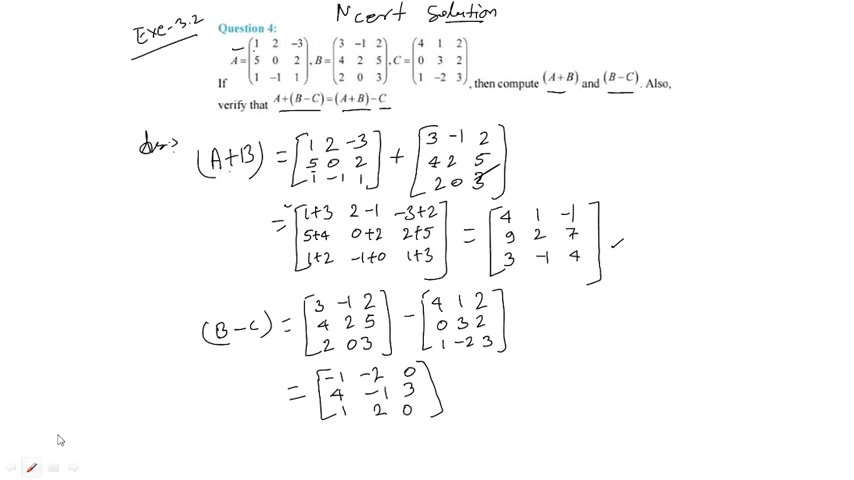 Ncert Solution
Exe-3.2
Question 4:
If A = (1 2 −3; 5 0 2; 1 −1 1), B = (3 −1 2; 4 2 5; 2 0 3), C = (4 1 2; 0 3 2; 1 −2 3), then compute (A+B) and (B−C). Also,
verify that A+(B−C)=(A+B)−C
Ans:>
(A+B) = [1 2 −3; 5 0 2; 1 −1 1] + [3 −1 2; 4 2 5; 2 0 3]
= [1+3 2−1 −3+2; 5+4 0+2 2+5; 1+2 −1+0 1+3] = [4 1 −1; 9 2 7; 3 −1 4] ✓
(B−C) = [3 −1 2; 4 2 5; 2 0 3] − [4 1 2; 0 3 2; 1 −2 3]
= [−1 −2 0; 4 −1 3; 1 2 0]